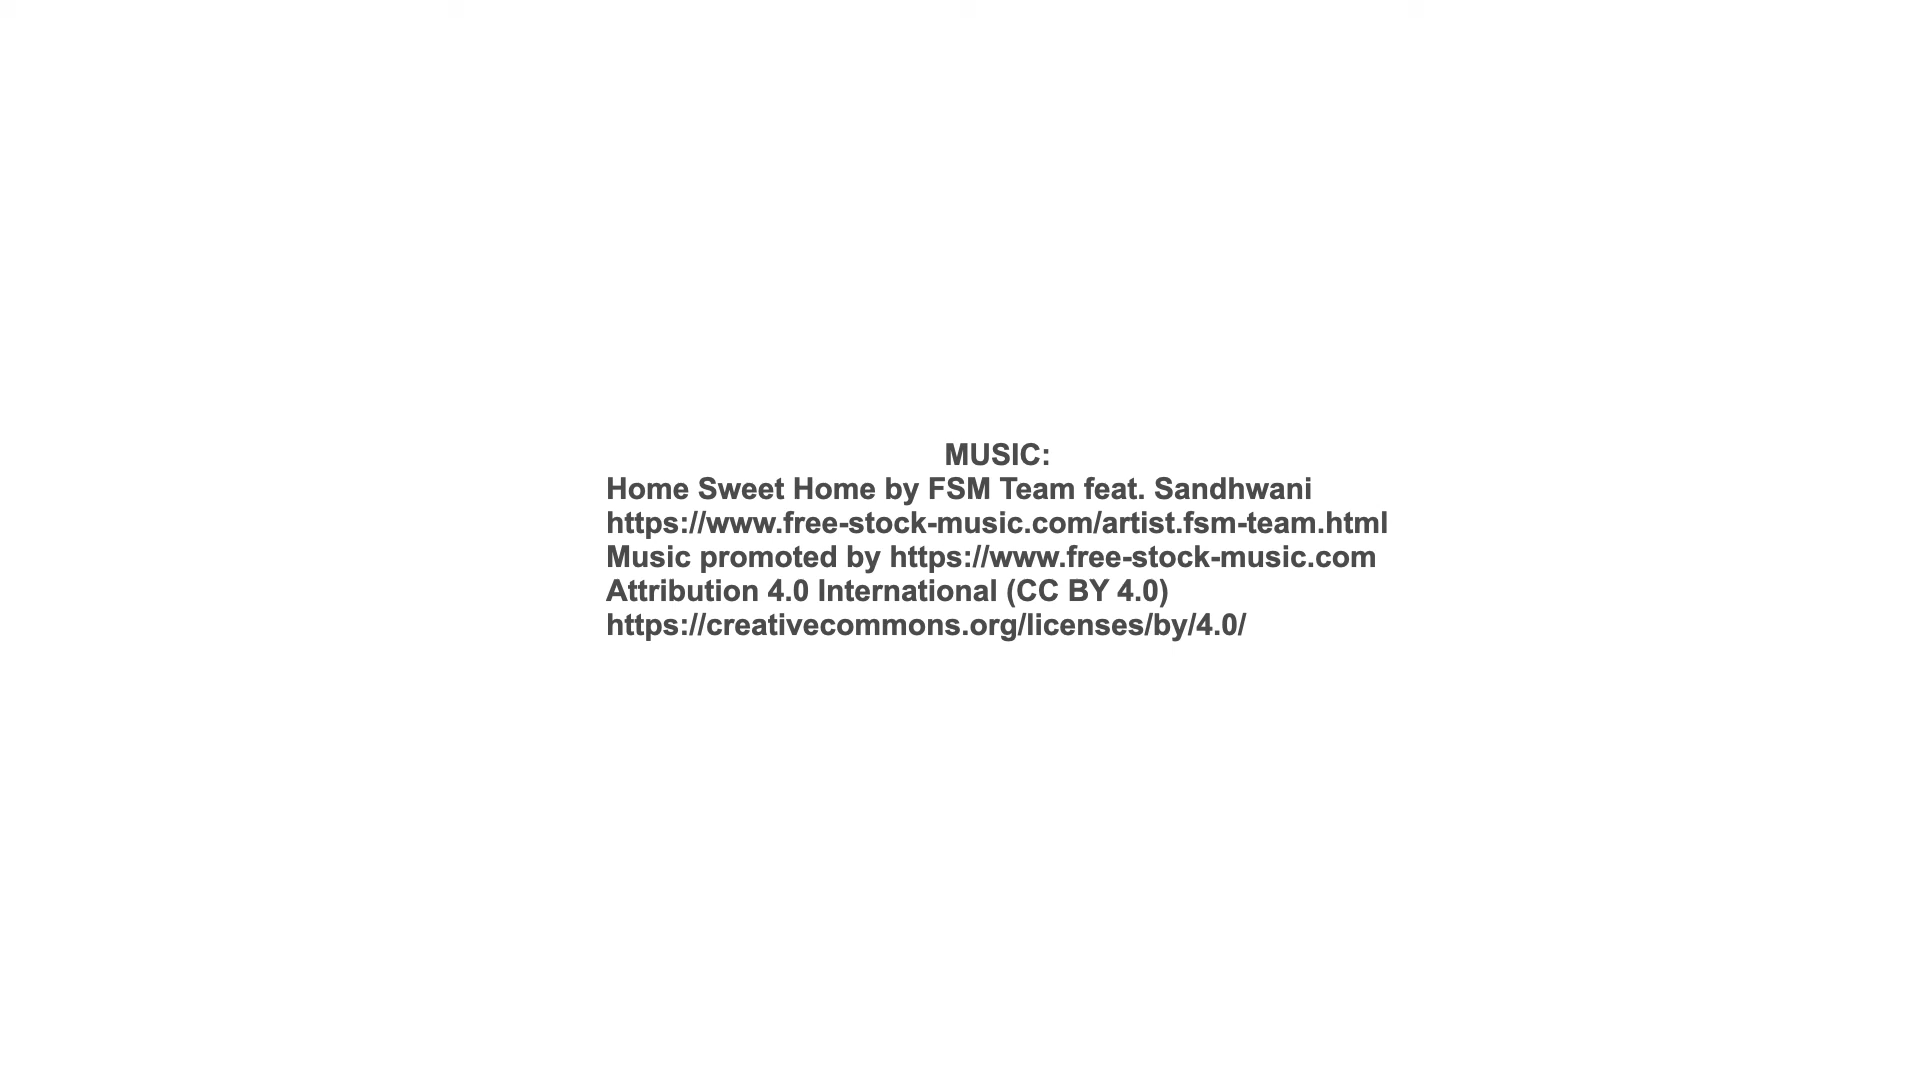 MUSIC:
Home Sweet Home by FSM Team feat. Sandhwani
https://www.free-stock-music.com/artist.fsm-team.html
Music promoted by https://www.free-stock-music.com
Attribution 4.0 International (CC BY 4.0)
https://creativecommons.org/licenses/by/4.0/